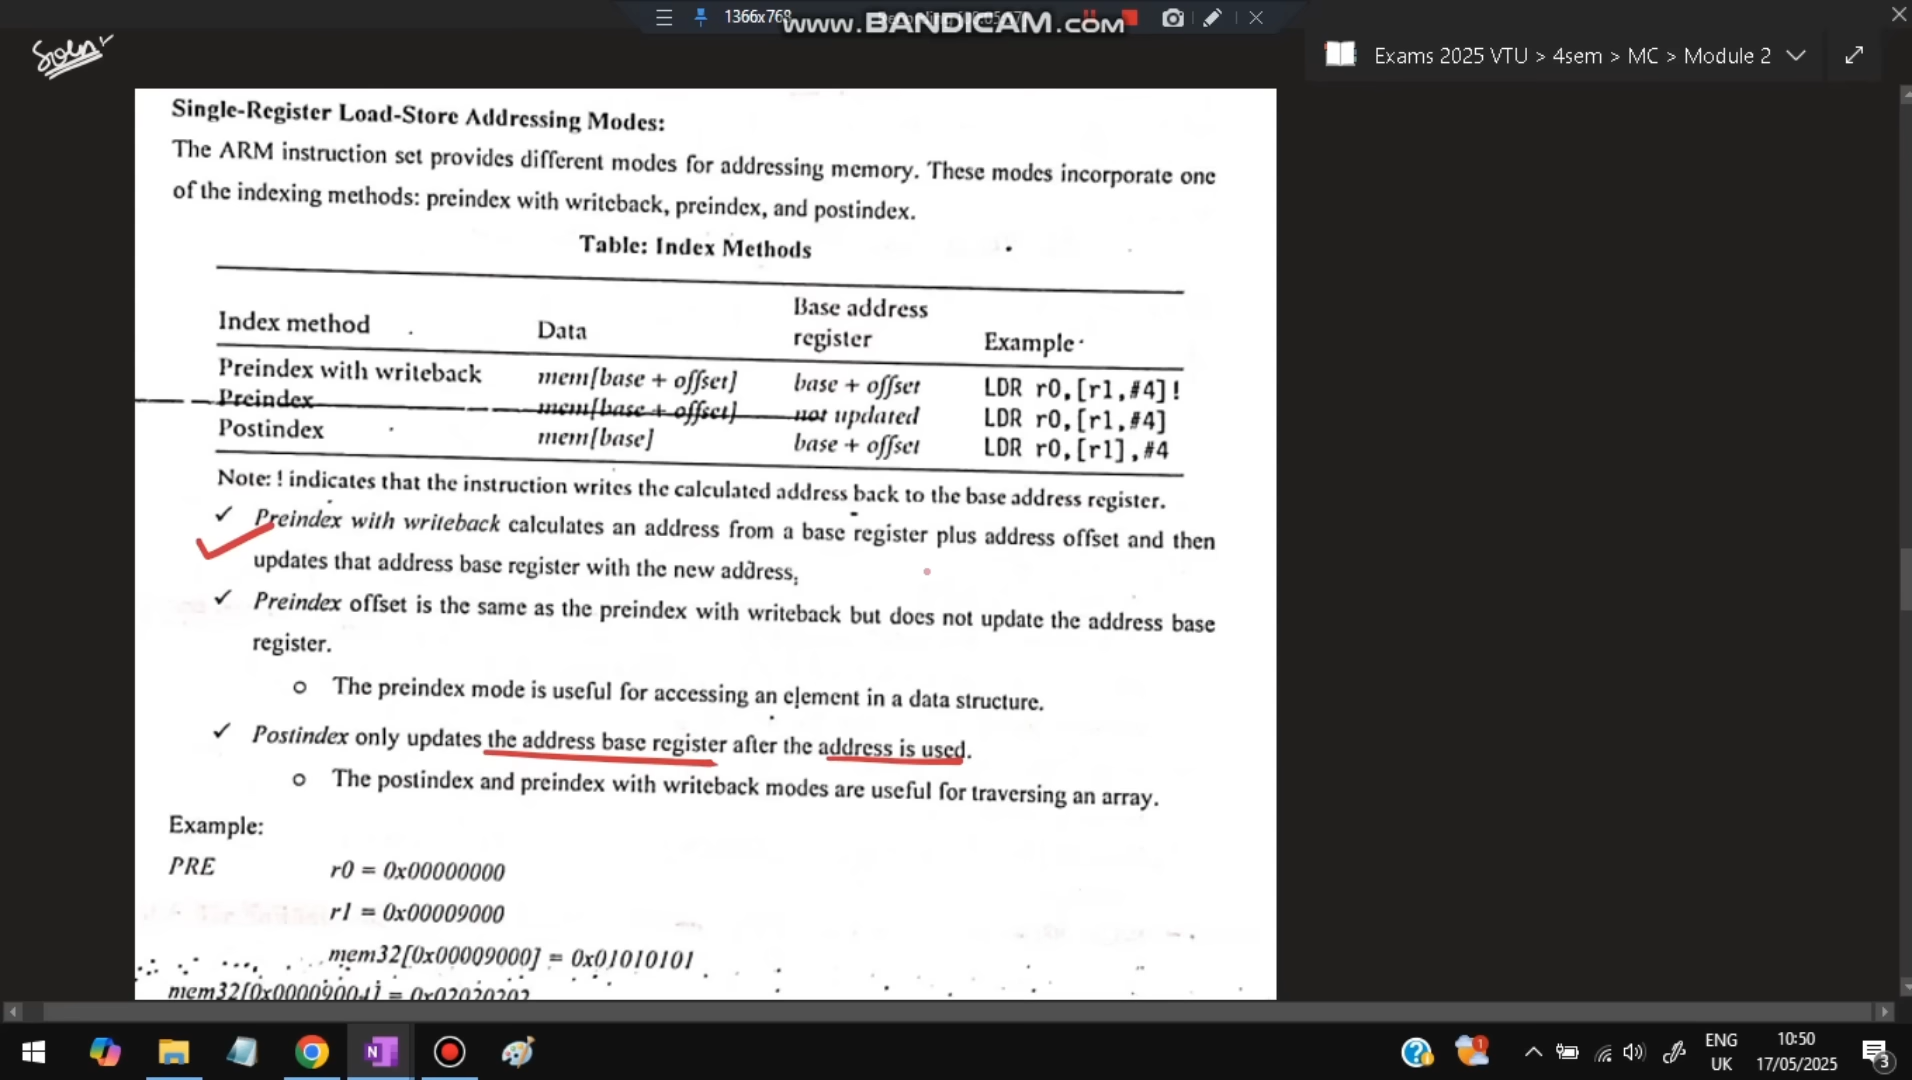 1366x768
www.BANDICAM.com
Soln
Exams 2025 VTU > 4sem > MC > Module 2
Single-Register Load-Store Addressing Modes:
The ARM instruction set provides different modes for addressing memory. These modes incorporate one
of the indexing methods: preindex with writeback, preindex, and postindex.
Table: Index Methods
Index method Data Base address register Example
Preindex with writeback mem[base + offset] base + offset LDR r0,[r1,#4]!
Preindex mem[base + offset] not updated LDR r0,[r1,#4]
Postindex mem[base] base + offset LDR r0,[r1],#4
Note: ! indicates that the instruction writes the calculated address back to the base address register.
✓ Preindex with writeback calculates an address from a base register plus address offset and then
updates that address base register with the new address.
✓ Preindex offset is the same as the preindex with writeback but does not update the address base
register.
o The preindex mode is useful for accessing an element in a data structure.
✓ Postindex only updates the address base register after the address is used.
o The postindex and preindex with writeback modes are useful for traversing an array.
Example:
PRE r0 = 0x00000000
r1 = 0x00009000
mem32[0x00009000] = 0x01010101
mem32[0x00009004] = 0x02020202
ENG
UK
10:50
17/05/2025
1
3